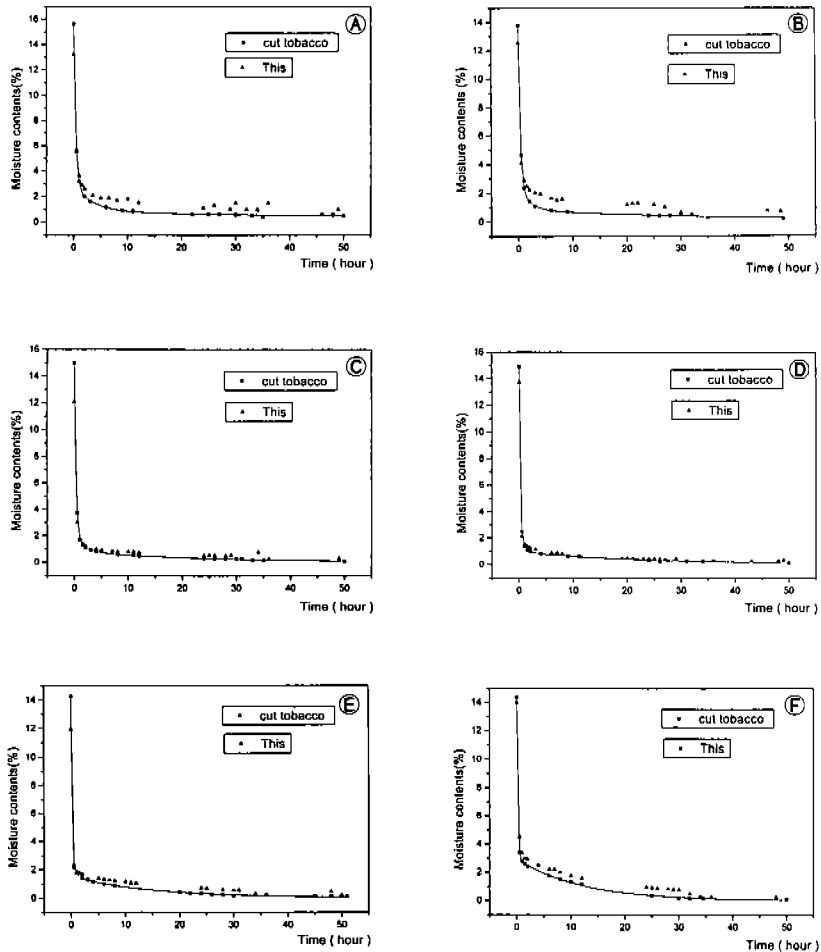 A
cut tobacco
This
Moisture contents(%)
16
14
12
10
8
6
4
2
0
0 10 20 30 40 50
Time ( hour )
B
cut tobacco
This
Moisture contents (%)
14
12
10
8
6
4
2
0
0 10 20 30 40 50
Time ( hour )
C
cut tobacco
This
Moisture contents(%)
16
14
12
10
8
6
4
2
0
0 10 20 30 40 50
Time ( hour )
D
cut tobacco
This
Moisture contents(%)
16
14
12
10
8
6
4
2
0
0 10 20 30 40 50
Time ( hour )
E
cut tobacco
This
Moisture contents(%)
14
12
10
8
6
4
2
0
0 10 20 30 40 50
Time ( hour )
F
cut tobacco
This
Moisture contents(%)
14
12
10
8
6
4
2
0
0 10 20 30 40 50
Time ( hour )